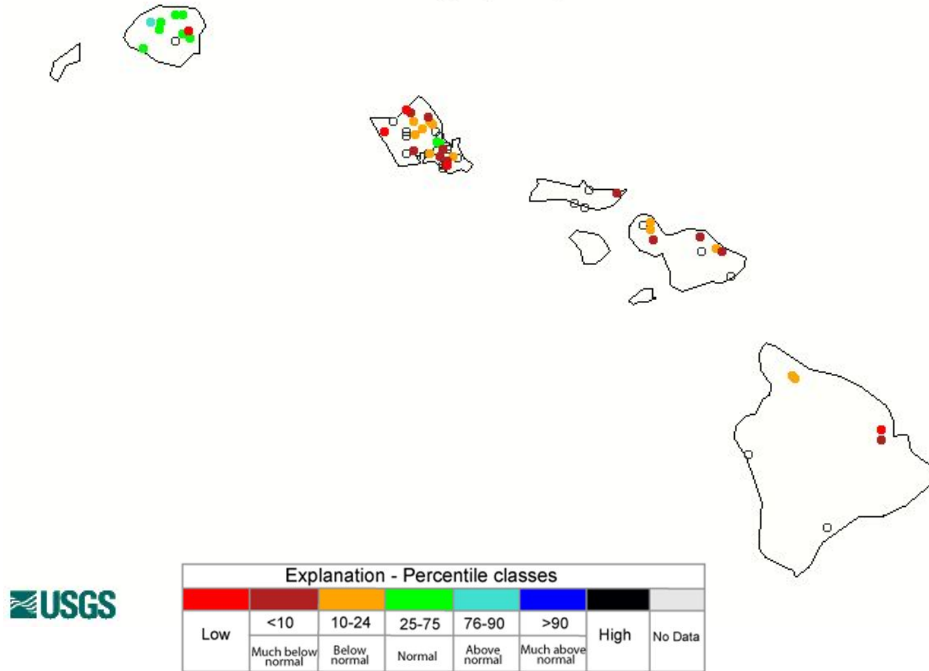 Explanation - Percentile classes
Low <10 10-24 25-75 76-90 >90 High No Data
Much below normal Below normal Normal Above normal Much above normal
USGS